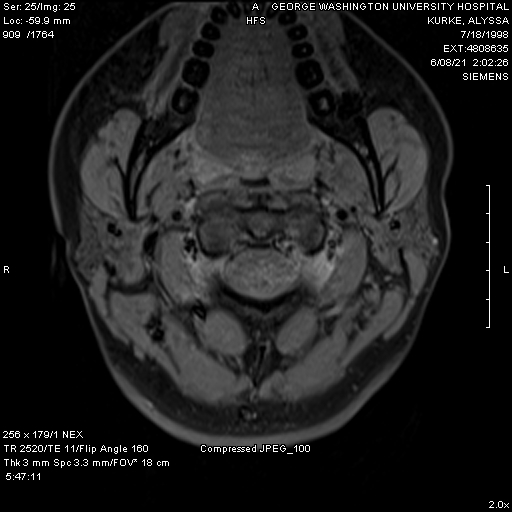 Ser: 25/Img: 25
Loc: -59.9 mm
909 /1764
A
HFS
GEORGE WASHINGTON UNIVERSITY HOSPITAL
KURKE, ALYSSA
7/18/1998
EXT:4808635
6/08/21 2:02:26
SIEMENS
R
L
256 x 179/1 NEX
TR 2520/TE 11/Flip Angle 160
Thk 3 mm Spc 3.3 mm/FOV* 18 cm
5:47:11
Compressed JPEG_100
2.0x